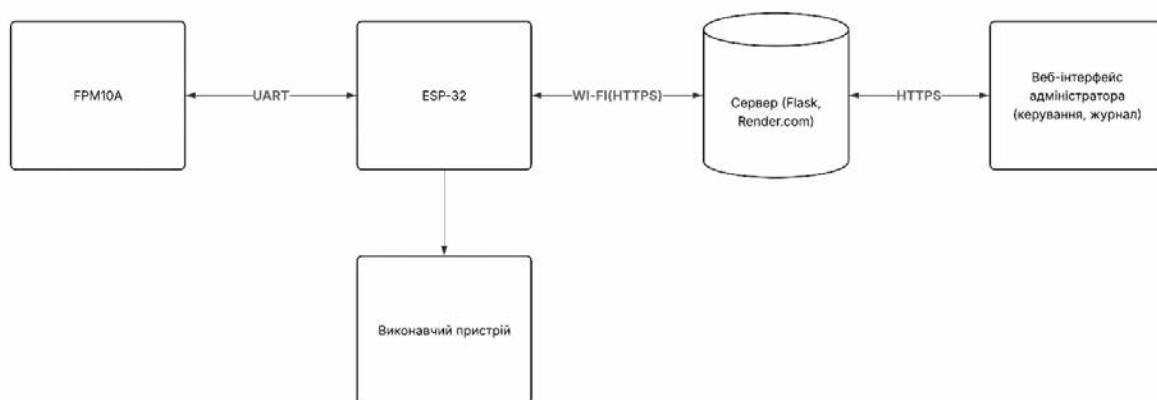 FPM10A
UART
ESP-32
WI-FI(HTTPS)
Сервер (Flask,
Render.com)
HTTPS
Веб-інтерфейс
адміністратора
(керування, журнал)
Виконавчий пристрій